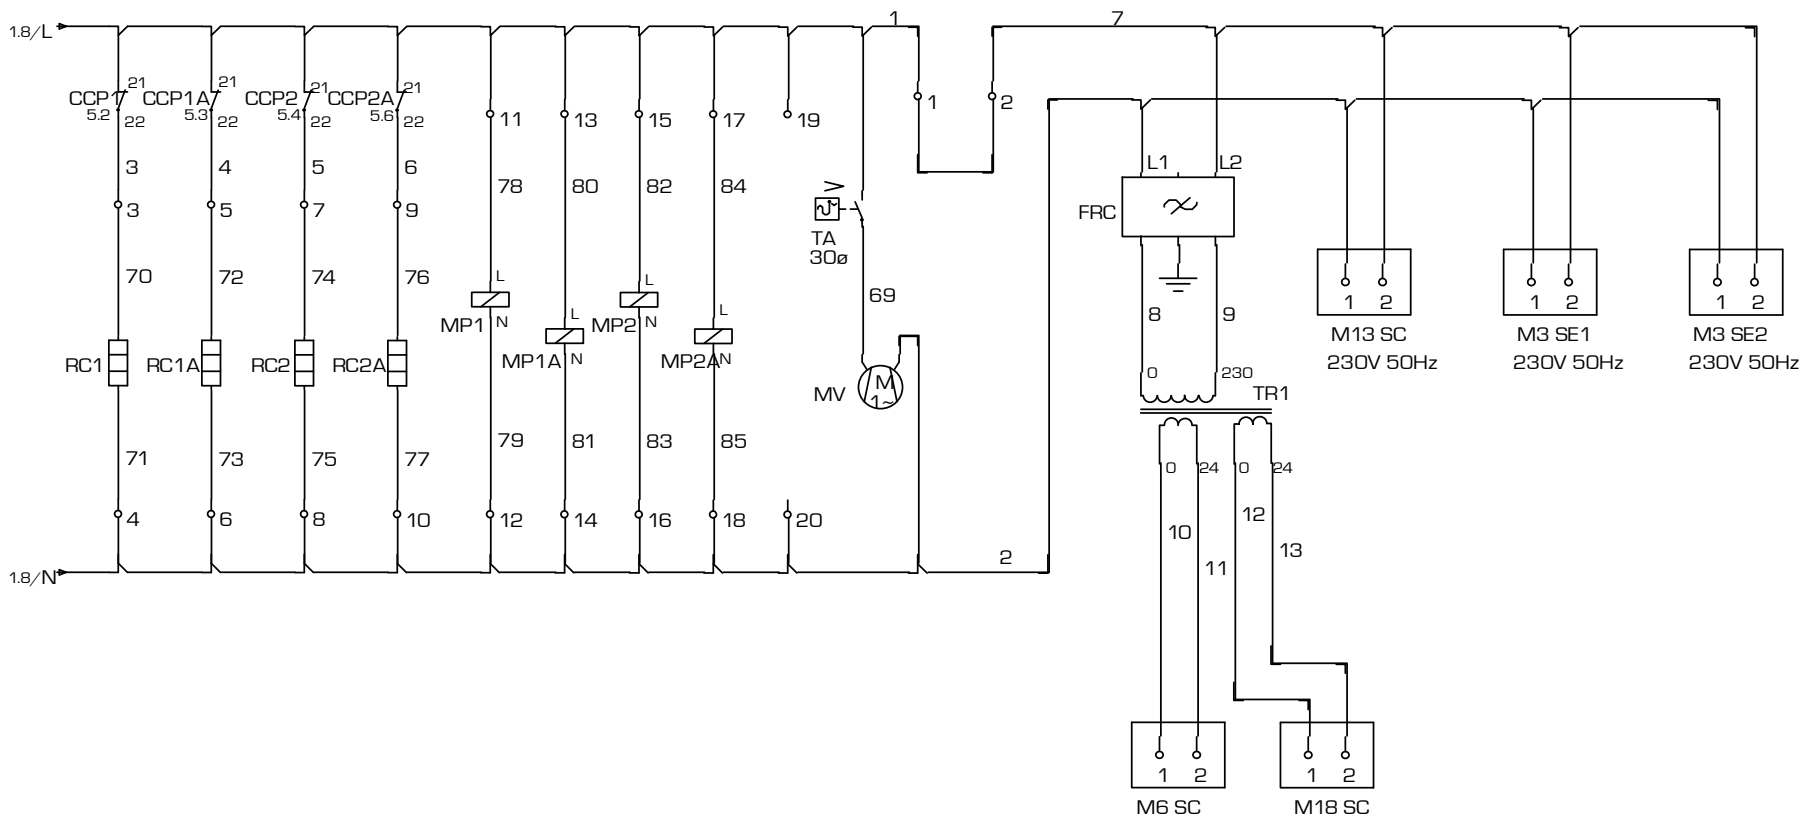 1 7
1.8/L
21 21 21 21
CCP1 CCP1A CCP2 CCP2A
5.2 5.3 5.4 5.6
22 22 22 22
1 2
11 13 15 17 19
3 4 5 6
L1 L2
78 80 82 84
3 5 7 9
FRC
TA
30ø
70 72 74 76
L L
69
1 2 1 2 1 2
L L
8 9
MP1 N MP2 N
M13 SC M3 SE1 M3 SE2
MP1A N MP2A N
230V 50Hz 230V 50Hz 230V 50Hz
RC1 RC1A RC2 RC2A
0 230
M
MV TR1
1~
79 81 83 85
71 73 75 77
0 24 0 24
4 6 8 10 12 14 16 18 20
12
10
13
2
11
1.8/N
1 2 1 2
M6 SC M18 SC